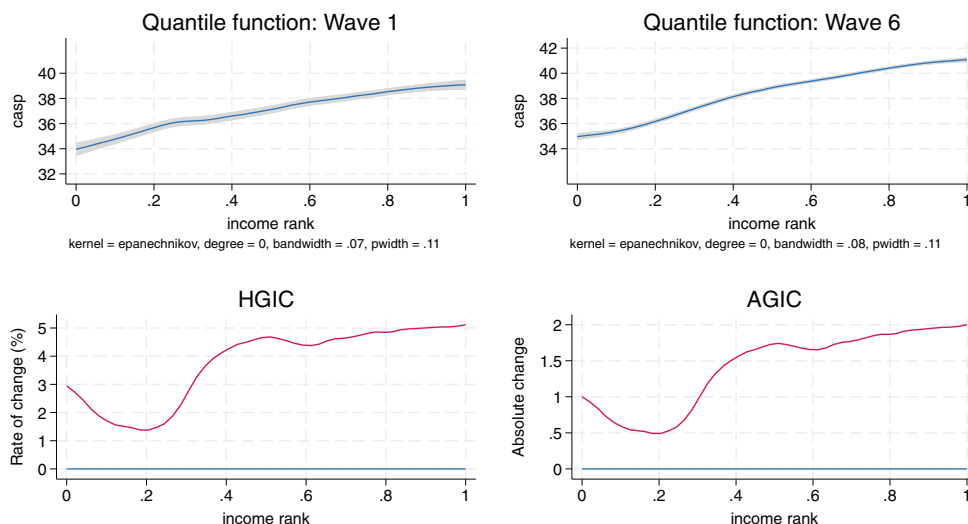 Quantile function: Wave 1
casp
40
38
36
34
32
0 .2 .4 .6 .8 1
income rank
kernel = epanechnikov, degree = 0, bandwidth = .07, pwidth = .11
Quantile function: Wave 6
casp
42
40
38
36
34
0 .2 .4 .6 .8 1
income rank
kernel = epanechnikov, degree = 0, bandwidth = .08, pwidth = .11
HGIC
Rate of change (%)
5
4
3
2
1
0
0 .2 .4 .6 .8 1
income rank
AGIC
Absolute change
2
1.5
1
.5
0
0 .2 .4 .6 .8 1
income rank